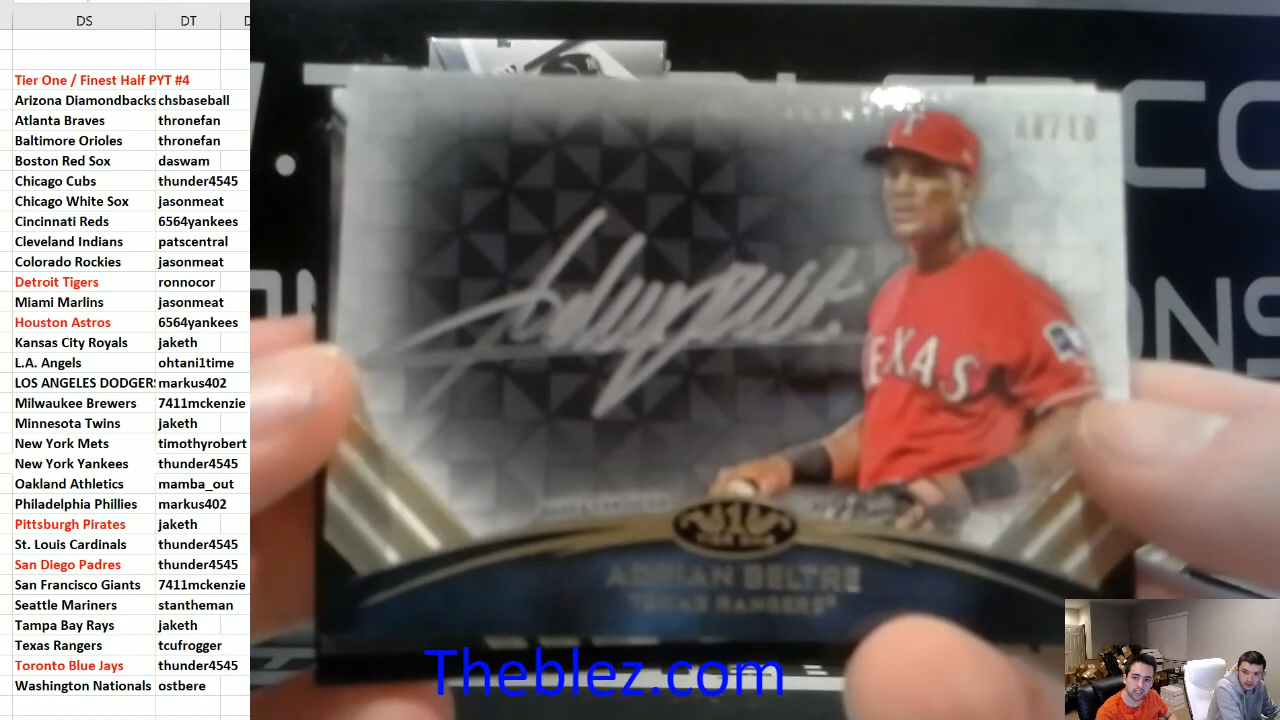 DS DT
Tier One / Finest Half PYT #4
Arizona Diamondbacks chsbaseball
Atlanta Braves thronefan
Baltimore Orioles thronefan
Boston Red Sox daswam
Chicago Cubs thunder4545
Chicago White Sox jasonmeat
Cincinnati Reds 6564yankees
Cleveland Indians patscentral
Colorado Rockies jasonmeat
Detroit Tigers ronnocor
Miami Marlins jasonmeat
Houston Astros 6564yankees
Kansas City Royals jaketh
L.A. Angels ohtani1time
LOS ANGELES DODGERS markus402
Milwaukee Brewers 7411mckenzie
Minnesota Twins jaketh
New York Mets timothyrobert
New York Yankees thunder4545
Oakland Athletics mamba_out
Philadelphia Phillies markus402
Pittsburgh Pirates jaketh
St. Louis Cardinals thunder4545
San Diego Padres thunder4545
San Francisco Giants 7411mckenzie
Seattle Mariners stantheman
Tampa Bay Rays jaketh
Texas Rangers tcufrogger
Toronto Blue Jays thunder4545
Washington Nationals ostbere
TEXAS
ADRIAN BELTRE
TEXAS RANGERS®
Theblez.com